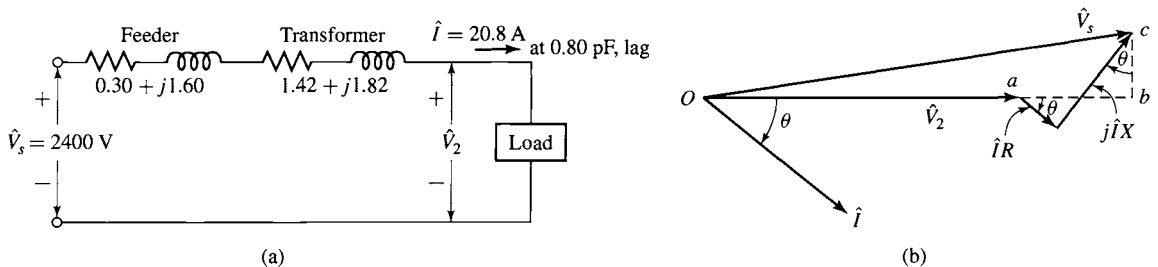 Feeder
Transformer
Î = 20.8 A
at 0.80 pF, lag
0.30 + j1.60
1.42 + j1.82
+
V̂s = 2400 V
−
+
V̂2
−
Load
(a)
O
θ
V̂2
Î
V̂s
a
θ
ÎR
jÎX
θ
b
c
(b)